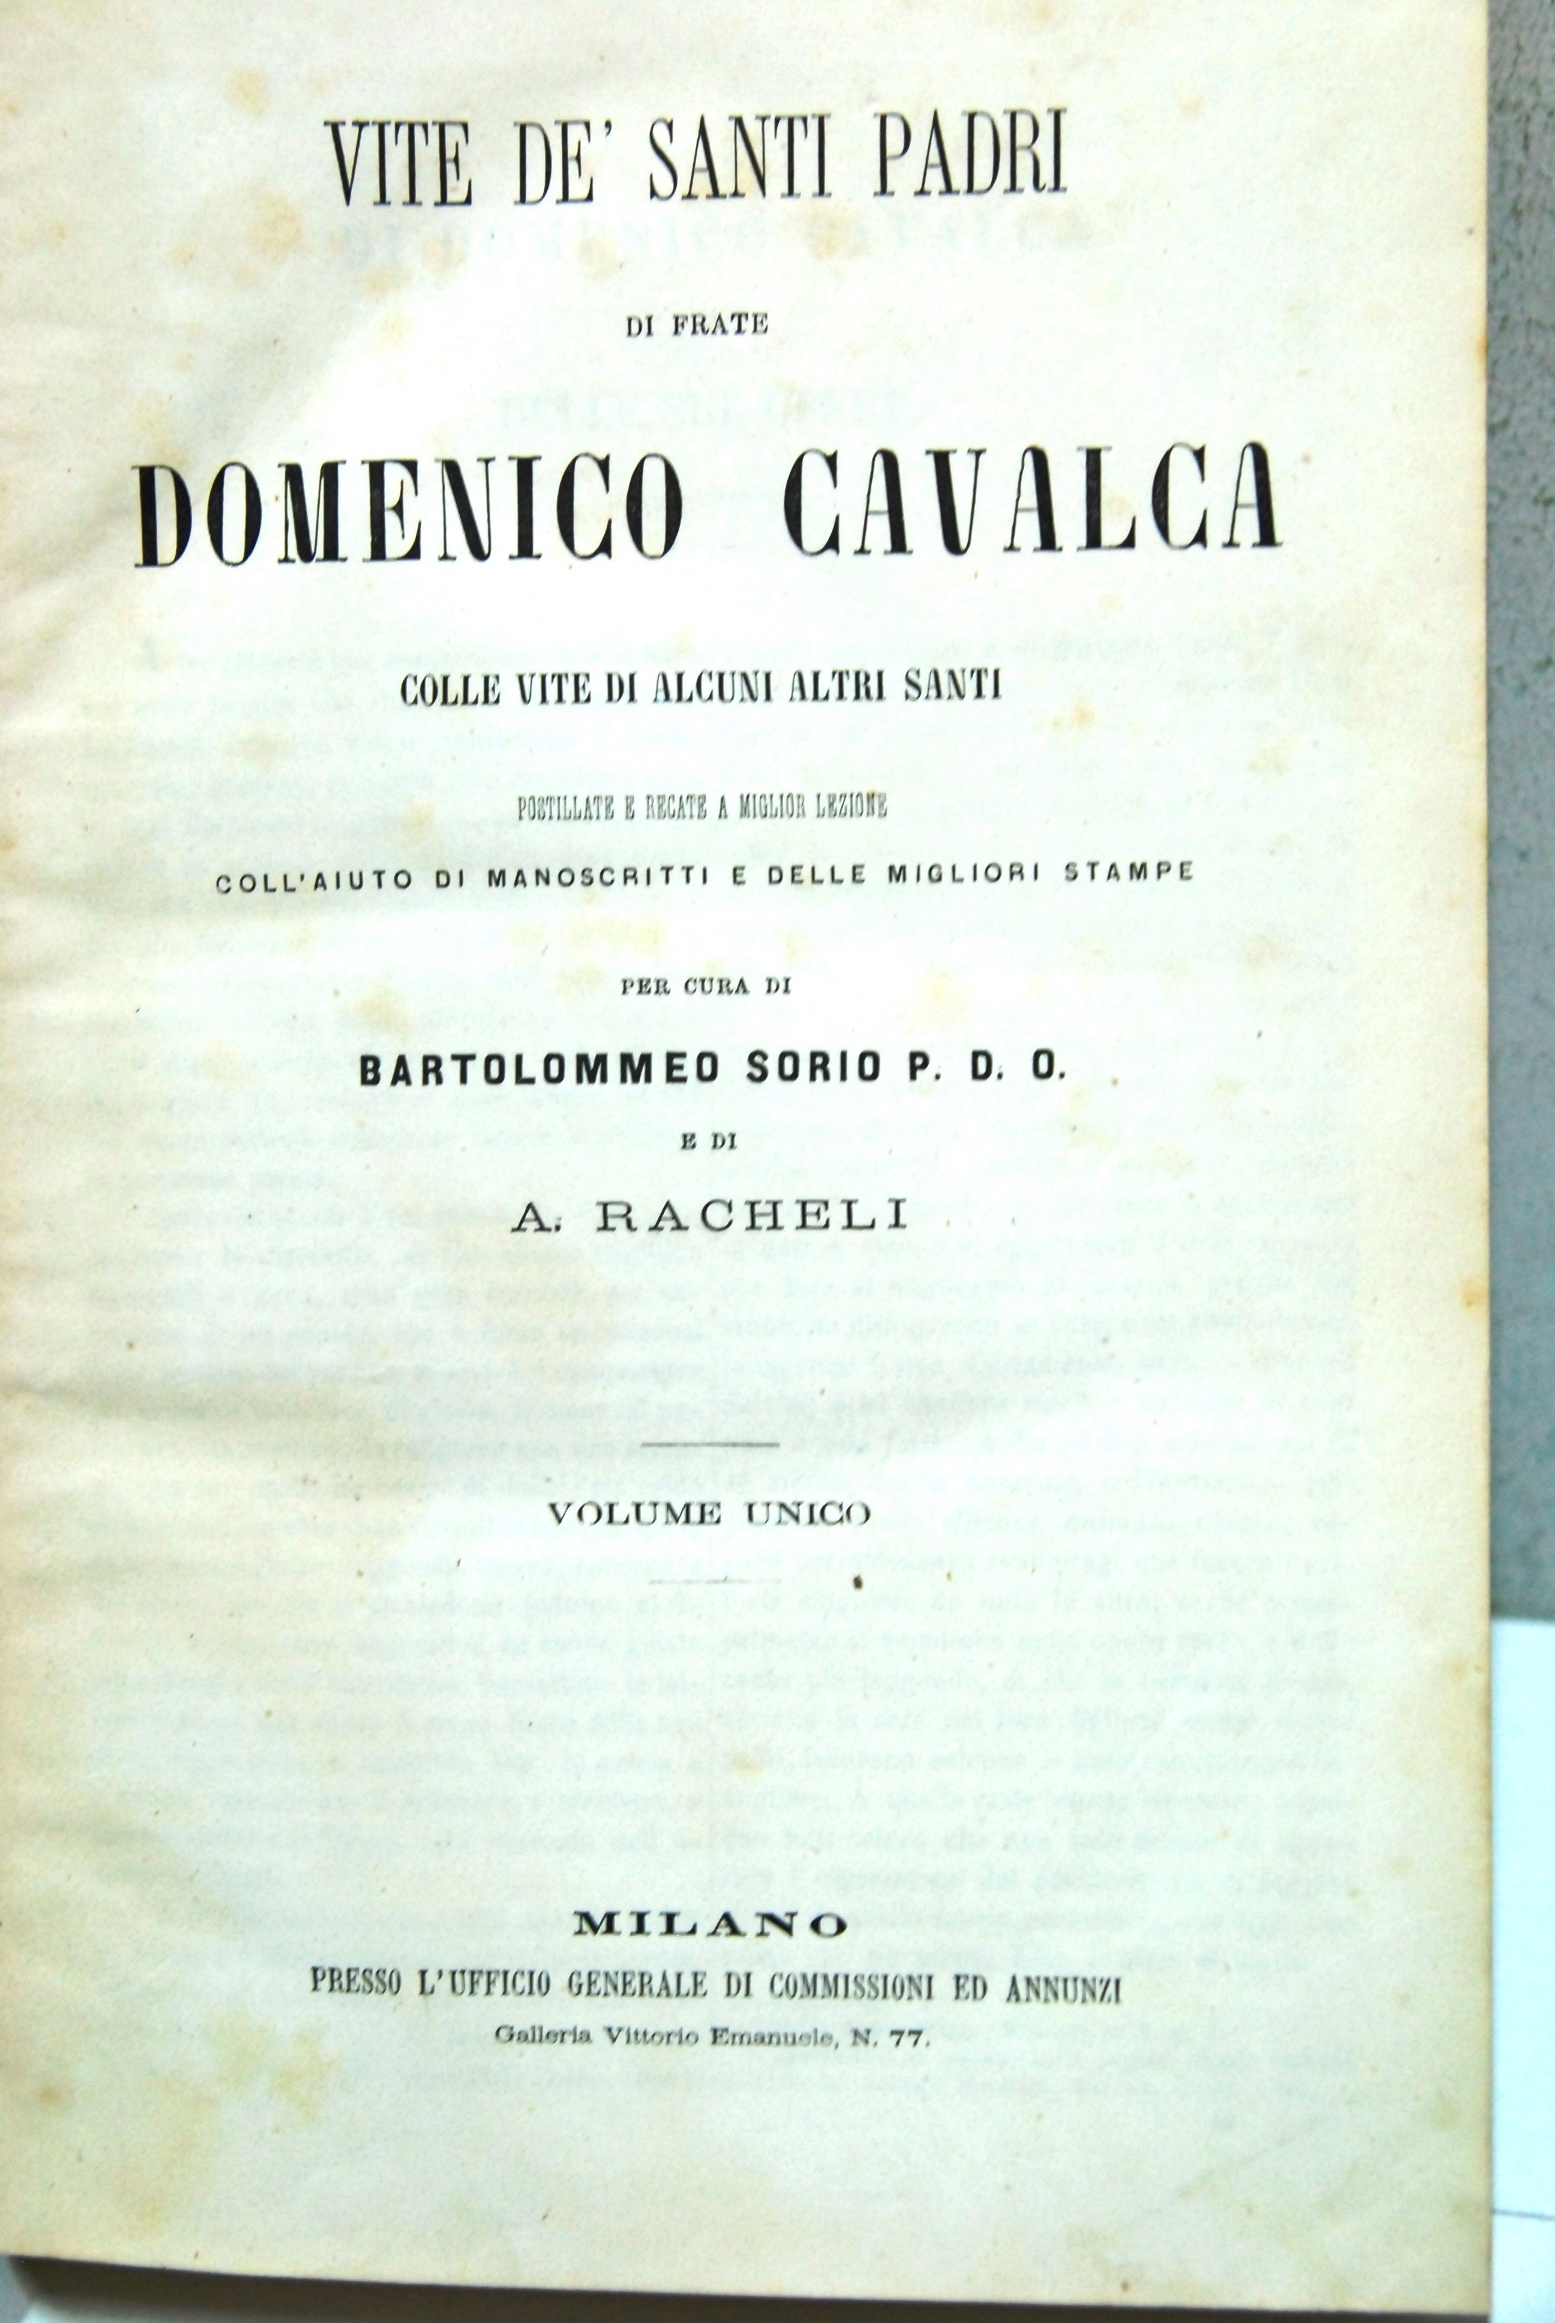 VITE DE' SANTI PADRI
DI FRATE
DOMENICO CAVALCA
COLLE VITE DI ALCUNI ALTRI SANTI
POSTILLATE E RECATE A MIGLIOR LEZIONE
COLL'AIUTO DI MANOSCRITTI E DELLE MIGLIORI STAMPE
PER CURA DI
BARTOLOMMEO SORIO P. D. O.
E DI
A. RACHELI
VOLUME UNICO
MILANO
PRESSO L'UFFICIO GENERALE DI COMMISSIONI ED ANNUNZI
Galleria Vittorio Emanuele, N. 77.